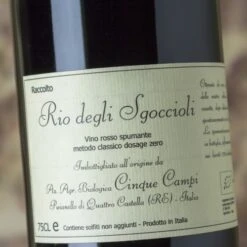 Raccolto
Rio degli Sgoccioli
Vino rosso spumante
metodo classico dosage zero
Imbottigliato all'origine da
Az. Agr. Biologica Cinque Campi
Puianello di Quattro Castella (RE) - Italia
75CL e Contiene solfiti non aggiunti - Prodotto in Italia